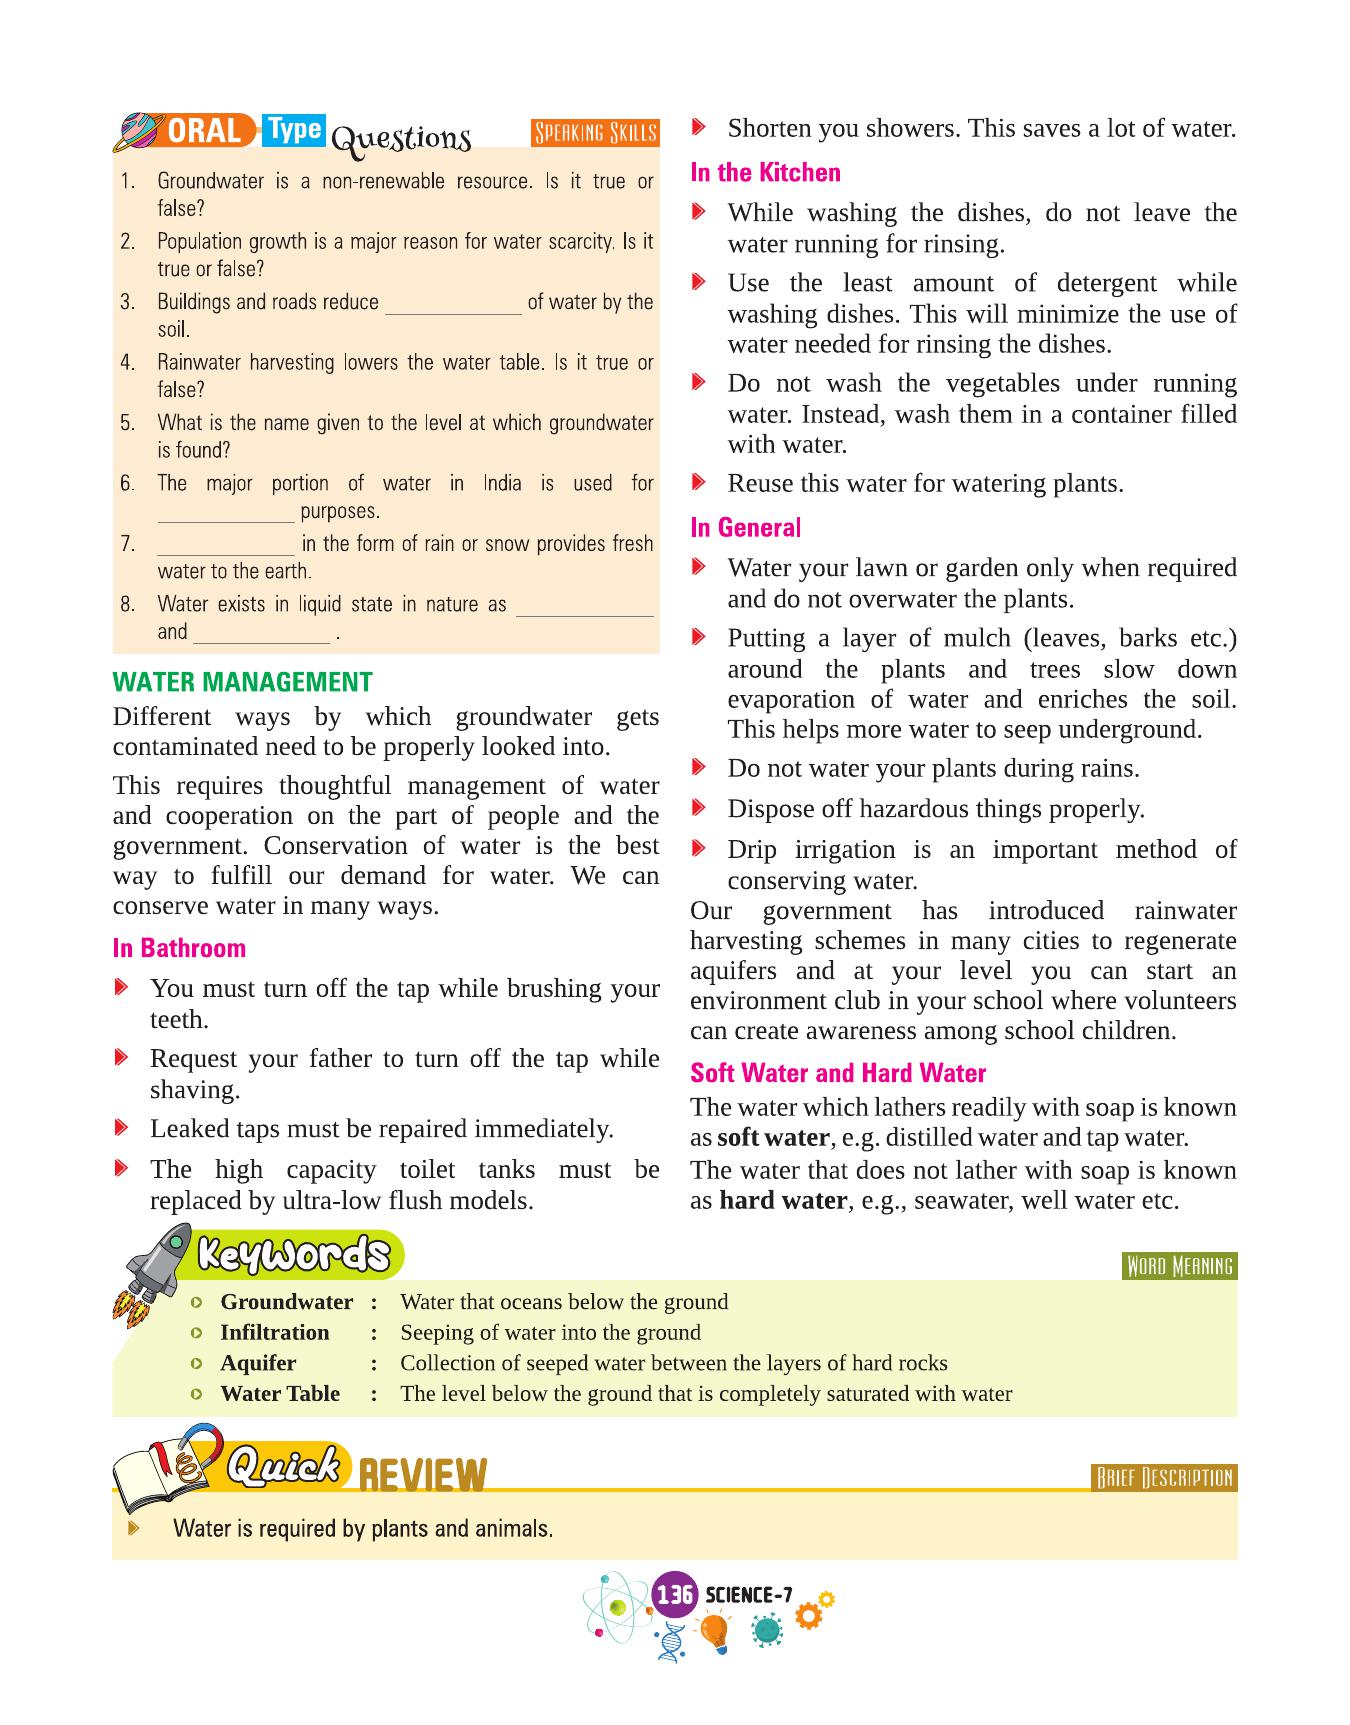 ORAL Type Questions
SPEAKING SKILLS
1. Groundwater is a non-renewable resource. Is it true or
false?
2. Population growth is a major reason for water scarcity. Is it
true or false?
3. Buildings and roads reduce ____________ of water by the
soil.
4. Rainwater harvesting lowers the water table. Is it true or
false?
5. What is the name given to the level at which groundwater
is found?
6. The major portion of water in India is used for
____________ purposes.
7. ____________ in the form of rain or snow provides fresh
water to the earth.
8. Water exists in liquid state in nature as ____________
and ____________ .
WATER MANAGEMENT
Different ways by which groundwater gets
contaminated need to be properly looked into.
This requires thoughtful management of water
and cooperation on the part of people and the
government. Conservation of water is the best
way to fulfill our demand for water. We can
conserve water in many ways.
In Bathroom
You must turn off the tap while brushing your
teeth.
Request your father to turn off the tap while
shaving.
Leaked taps must be repaired immediately.
The high capacity toilet tanks must be
replaced by ultra-low flush models.
Shorten you showers. This saves a lot of water.
In the Kitchen
While washing the dishes, do not leave the
water running for rinsing.
Use the least amount of detergent while
washing dishes. This will minimize the use of
water needed for rinsing the dishes.
Do not wash the vegetables under running
water. Instead, wash them in a container filled
with water.
Reuse this water for watering plants.
In General
Water your lawn or garden only when required
and do not overwater the plants.
Putting a layer of mulch (leaves, barks etc.)
around the plants and trees slow down
evaporation of water and enriches the soil.
This helps more water to seep underground.
Do not water your plants during rains.
Dispose off hazardous things properly.
Drip irrigation is an important method of
conserving water.
Our government has introduced rainwater
harvesting schemes in many cities to regenerate
aquifers and at your level you can start an
environment club in your school where volunteers
can create awareness among school children.
Soft Water and Hard Water
The water which lathers readily with soap is known
as soft water, e.g. distilled water and tap water.
The water that does not lather with soap is known
as hard water, e.g., seawater, well water etc.
Keywords
WORD MEANING
Groundwater : Water that oceans below the ground
Infiltration : Seeping of water into the ground
Aquifer : Collection of seeped water between the layers of hard rocks
Water Table : The level below the ground that is completely saturated with water
Quick REVIEW
BRIEF DESCRIPTION
Water is required by plants and animals.
136 SCIENCE-7